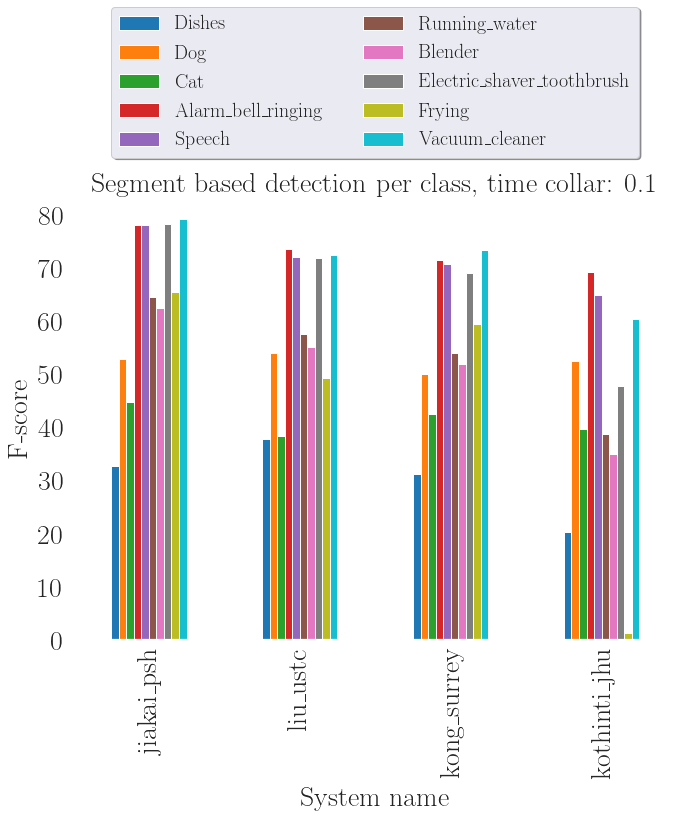 Dishes
Dog
Cat
Alarm_bell_ringing
Speech
Running_water
Blender
Electric_shaver_toothbrush
Frying
Vacuum_cleaner
Segment based detection per class, time collar: 0.1
F-score
80
70
60
50
40
30
20
10
0
jiakai_psh
liu_ustc
kong_surrey
kothinti_jhu
System name